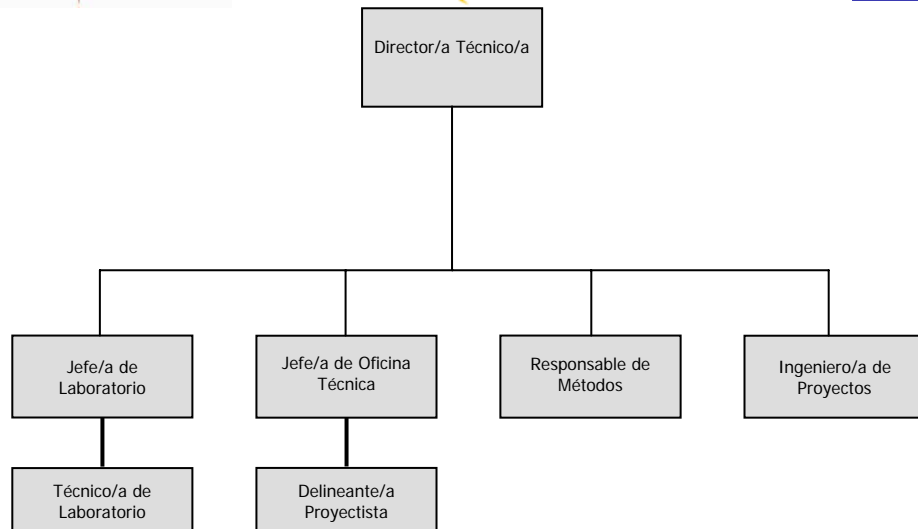 Director/a Técnico/a
Jefe/a de
Laboratorio
Jefe/a de Oficina
Técnica
Responsable de
Métodos
Ingeniero/a de
Proyectos
Técnico/a de
Laboratorio
Delineante/a
Proyectista